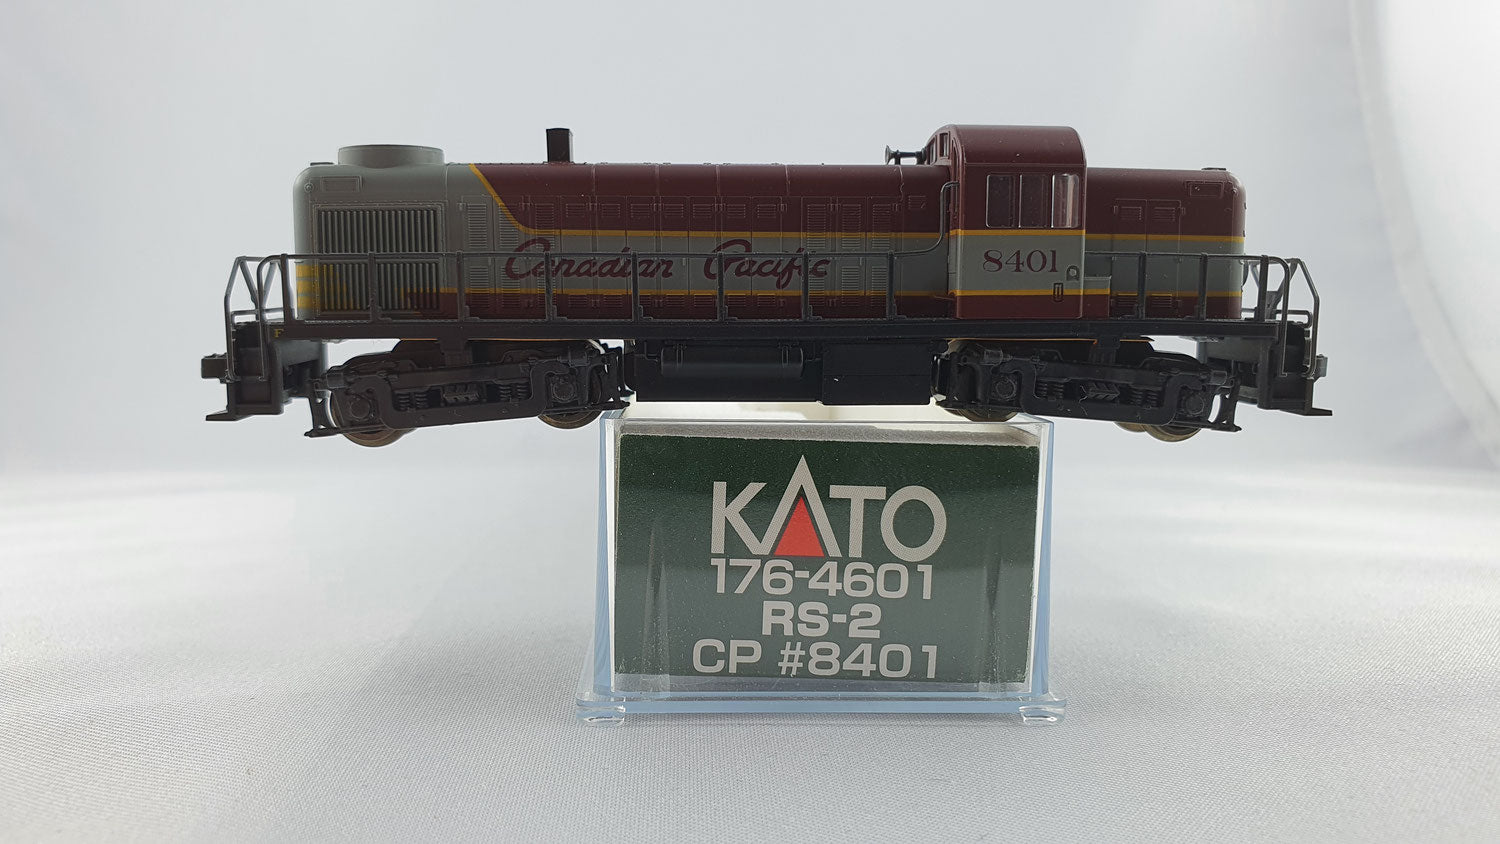 Canadian Pacific
8401
F
KATO
176-4601
RS-2
CP #8401